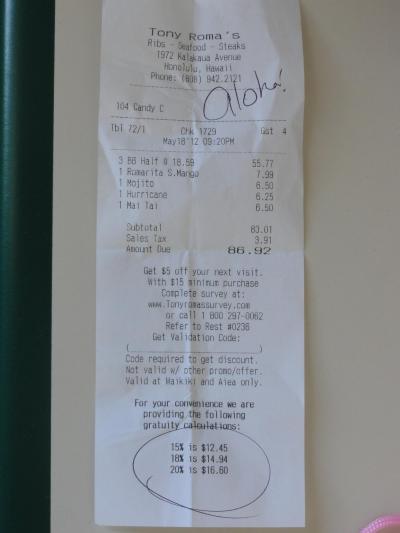 Tony Roma's
Ribs - Seafood - Steaks
1972 Kalakaua Avenue
Honolulu, Hawaii
Phone: (808) 942.2121
Aloha!
104 Candy C
Tbl 72/1 Chk 1729 Gst 4
May18'12 09:20PM
3 BB Half @ 18.59 55.77
1 Rumarita S.Mango 7.99
1 Mojito 6.50
1 Hurricane 6.25
1 Mai Tai 6.50
Subtotal 83.01
Sales Tax 3.91
Amount Due 86.92
Get $5 off your next visit.
With $15 minimum purchase
Complete survey at:
www.Tonyromassurvey.com
or call 1 800 297-0062
Refer to Rest #0236
Get Validation Code:
(____________________)
Code required to get discount.
Not valid w/ other promo/offer.
Valid at Waikiki and Aiea only.
For your convenience we are
providing the following
gratuity calculations:
15% is $12.45
18% is $14.94
20% is $16.60